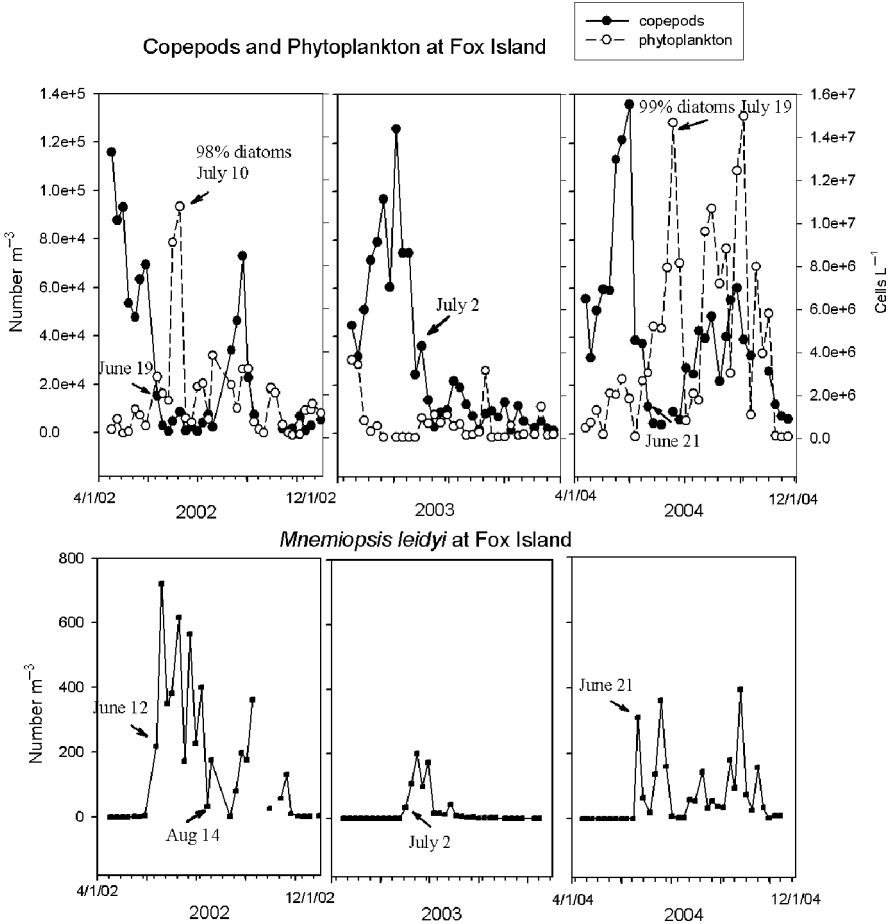 copepods
phytoplankton
Copepods and Phytoplankton at Fox Island
1.4e+5
1.2e+5
1.0e+5
8.0e+4
6.0e+4
4.0e+4
2.0e+4
0.0
Number m⁻³
98% diatoms
July 10
June 19
July 2
99% diatoms July 19
June 21
1.6e+7
1.4e+7
1.2e+7
1.0e+7
8.0e+6
6.0e+6
4.0e+6
2.0e+6
0.0
Cells L⁻¹
4/1/02 12/1/02 4/1/04 12/1/04
2002 2003 2004
Mnemiopsis leidyi at Fox Island
800
600
400
200
0
Number m⁻³
June 12
Aug 14
July 2
June 21
4/1/02 12/1/02 4/1/04 12/1/04
2002 2003 2004